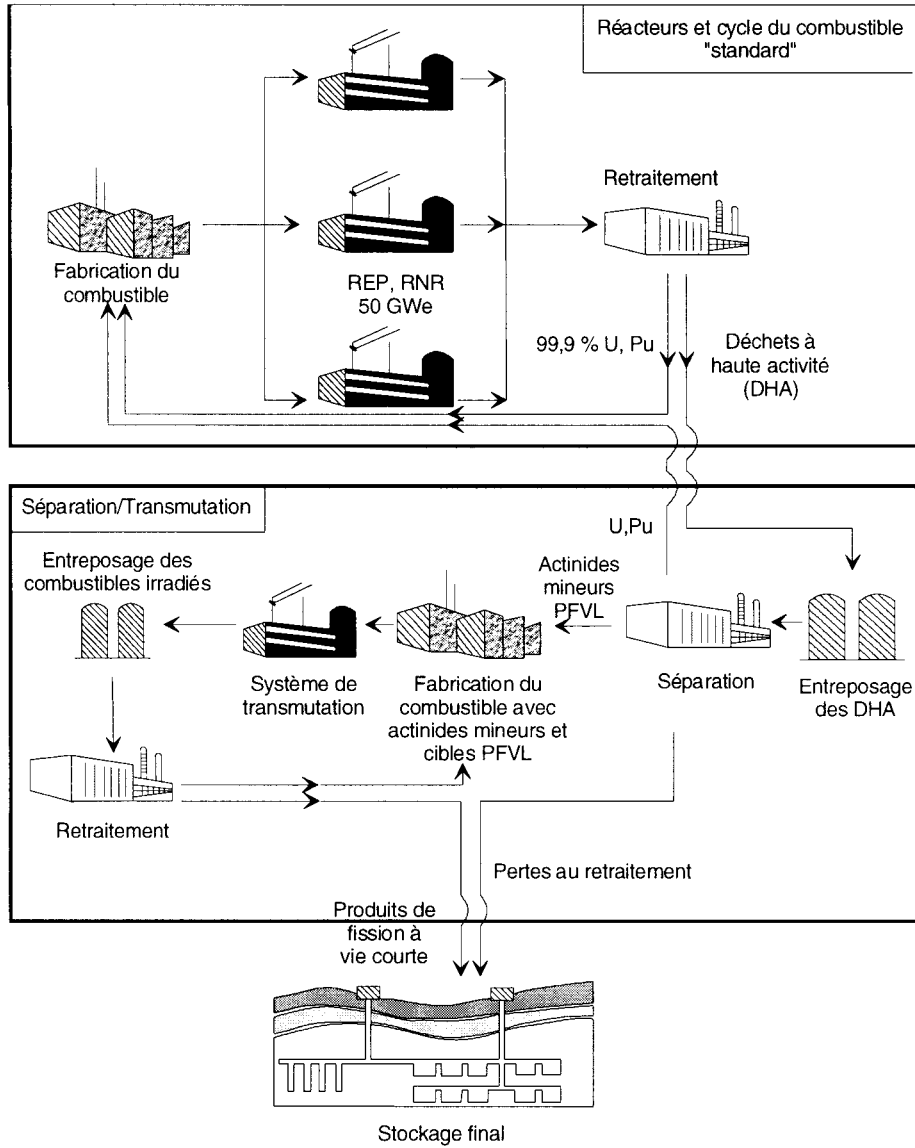 Réacteurs et cycle du combustible
"standard"
Retraitement
Fabrication du
combustible
REP, RNR
50 GWe
99,9 % U, Pu
Déchets à
haute activité
(DHA)
Séparation/Transmutation
U,Pu
Entreposage des
combustibles irradiés
Actinides
mineurs
PFVL
Système de
transmutation
Fabrication du
combustible avec
actinides mineurs et
cibles PFVL
Séparation
Entreposage
des DHA
Retraitement
Pertes au retraitement
Produits de
fission à
vie courte
Stockage final